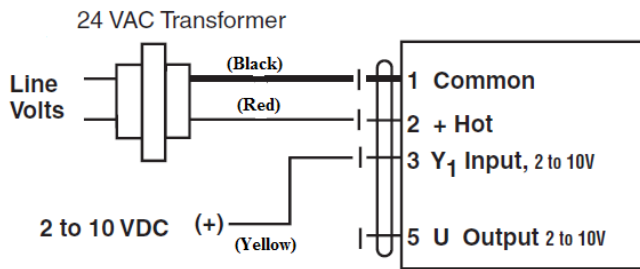 24 VAC Transformer
Line
Volts
(Black)
(Red)
1 Common
2 + Hot
3 Y1 Input, 2 to 10V
2 to 10 VDC (+)
(Yellow)
5 U Output 2 to 10V